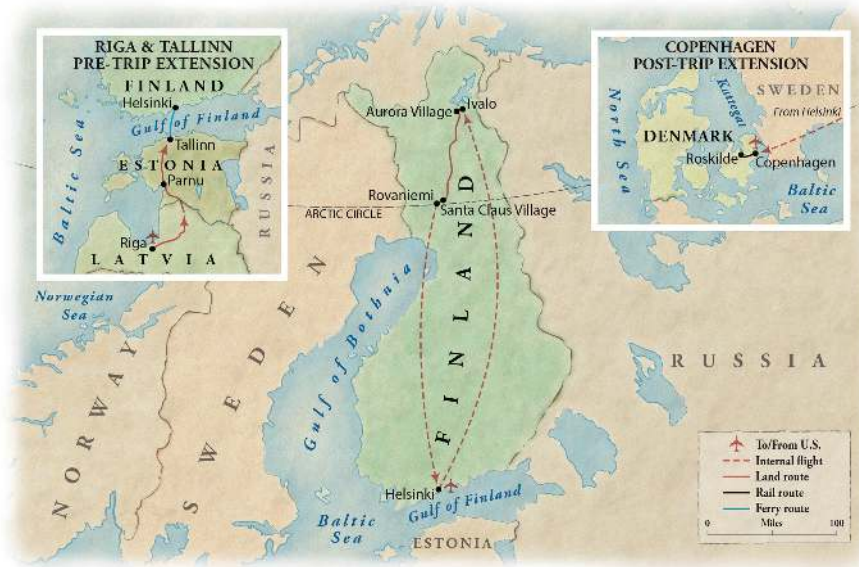 RIGA & TALLINN
PRE-TRIP EXTENSION
FINLAND
Helsinki
Gulf of Finland
Tallinn
ESTONIA
Parnu
Baltic Sea
RUSSIA
Riga
LATVIA
COPENHAGEN
POST-TRIP EXTENSION
North Sea
Kattegat
SWEDEN
From Helsinki
DENMARK
Roskilde
Copenhagen
Baltic
Sea
Ivalo
Aurora Village
Rovaniemi
Santa Claus Village
ARCTIC CIRCLE
FINLAND
Gulf of Bothnia
Norwegian
Sea
NORWAY
SWEDEN
RUSSIA
Helsinki
Gulf of Finland
Baltic
Sea
ESTONIA
To/From U.S.
Internal flight
Land route
Rail route
Ferry route
0 Miles 100